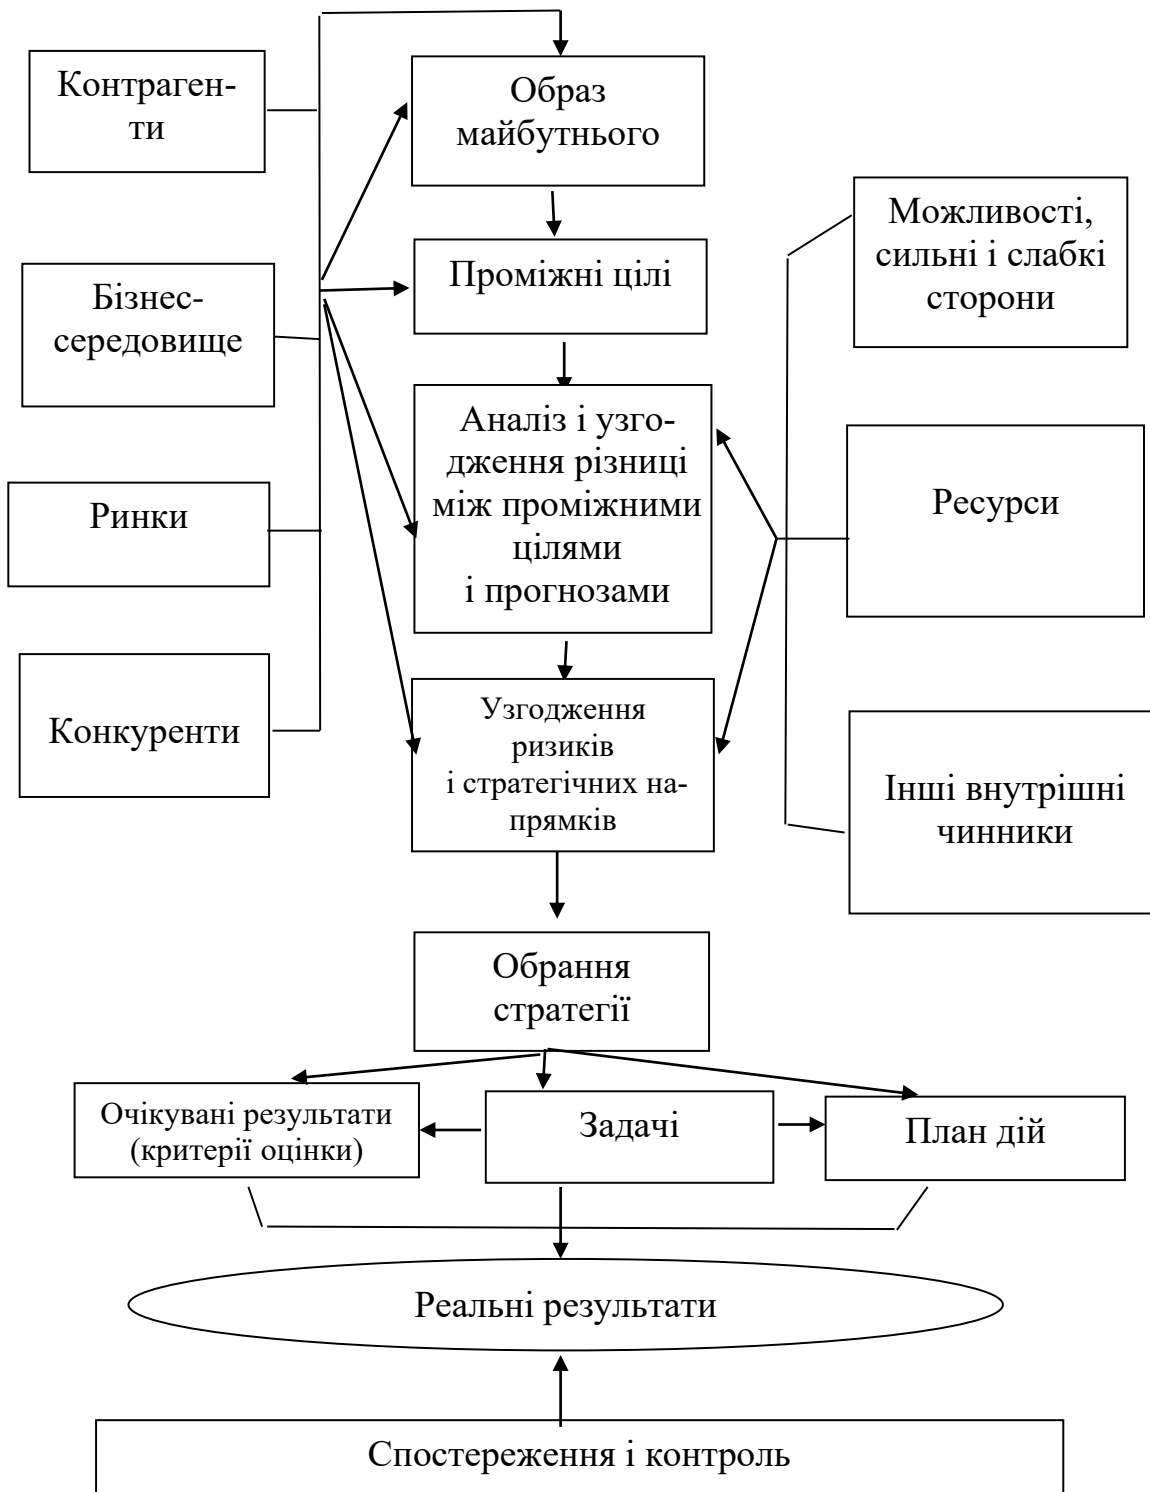 Контраген-
ти
Образ
майбутнього
Можливості,
сильні і слабкі
сторони
Бізнес-
середовище
Проміжні цілі
Аналіз і узго-
дження різниці
між проміжними
цілями
і прогнозами
Ринки
Ресурси
Конкуренти
Узгодження
ризиків
і стратегічних на-
прямків
Інші внутрішні
чинники
Обрання
стратегії
Очікувані результати
(критерії оцінки)
Задачі
План дій
Реальні результати
Спостереження і контроль